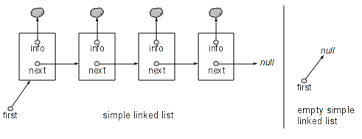 info info info info
next next next next null
first
simple linked list
null
first
empty simple
linked list